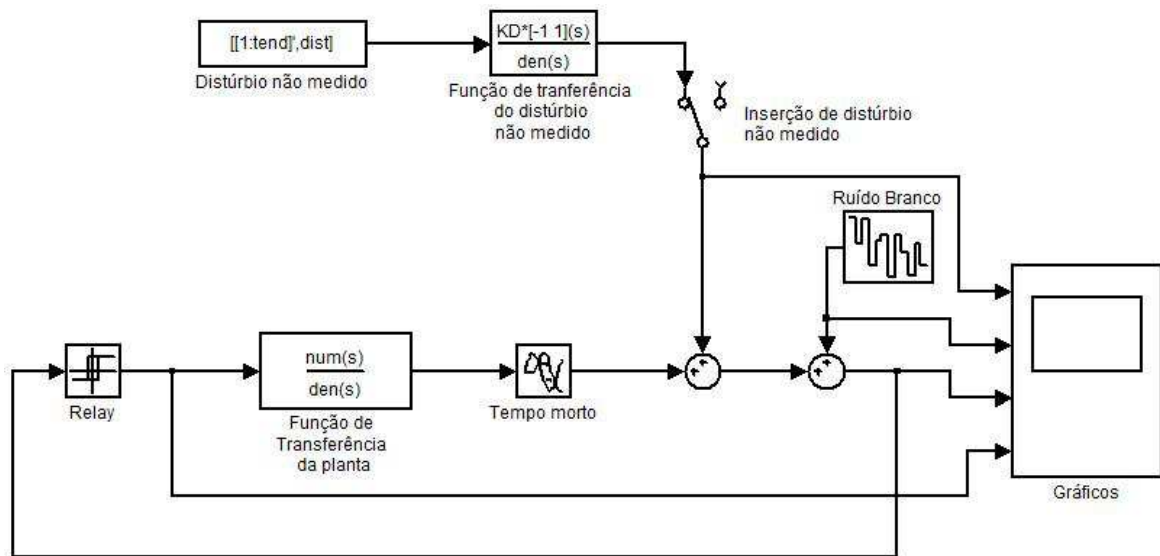 [[1:tend]',dist]
Distúrbio não medido
KD*[-1 1](s)
den(s)
Função de tranferência
do distúrbio
não medido
Inserção de distúrbio
não medido
Ruído Branco
Relay
num(s)
den(s)
Função de
Transferência
da planta
Tempo morto
Gráficos